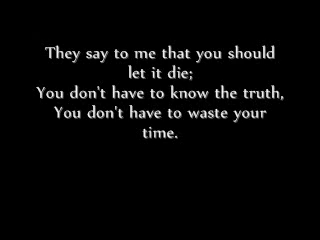 They say to me that you should
let it die;
You don't have to know the truth,
You don't have to waste your
time.